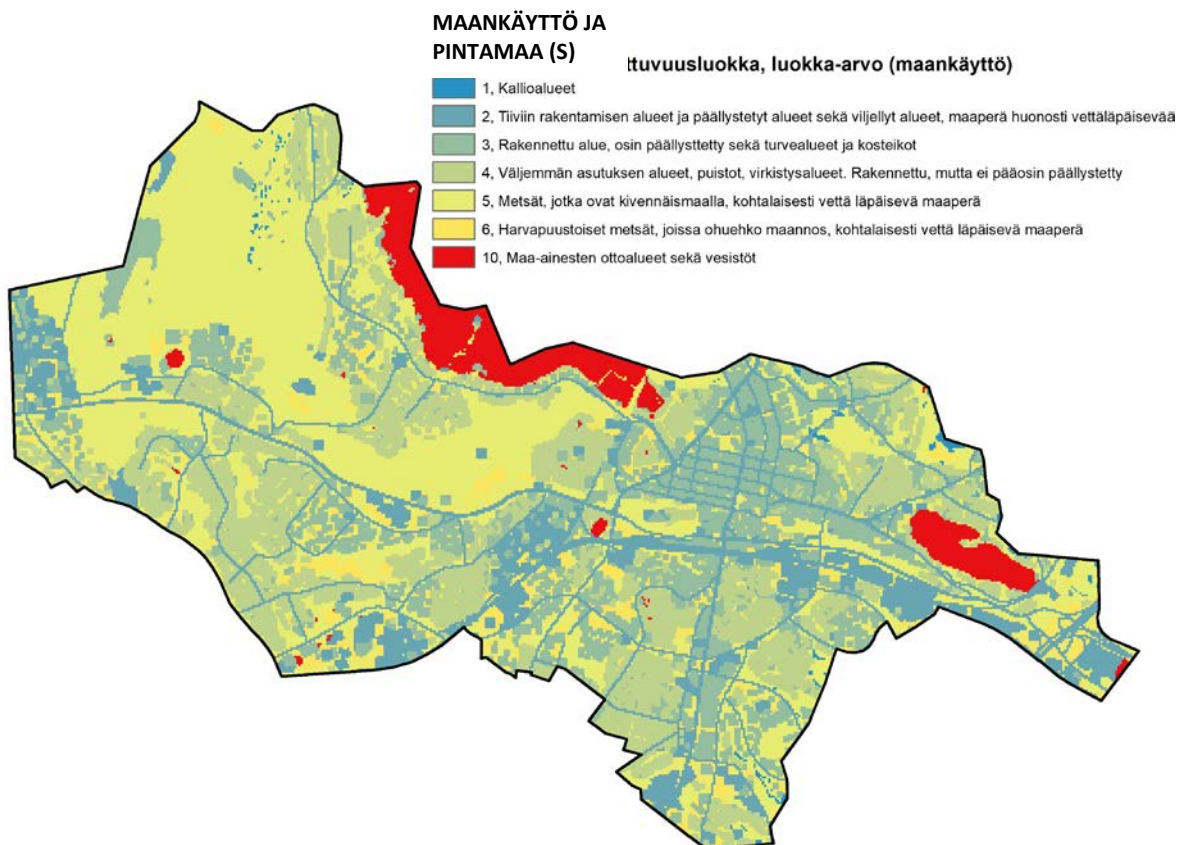 MAANKÄYTTÖ JA
PINTAMAA (S)
ttuvuusluokka, luokka-arvo (maankäyttö)
1, Kallioalueet
2, Tiiviin rakentamisen alueet ja päällystetyt alueet sekä viljellyt alueet, maaperä huonosti vettäläpäisevää
3, Rakennettu alue, osin päällysttetty sekä turvealueet ja kosteikot
4, Väljemmän asutuksen alueet, puistot, virkistysalueet. Rakennettu, mutta ei pääosin päällystetty
5, Metsät, jotka ovat kivennäismaalla, kohtalaisesti vettä läpäisevä maaperä
6, Harvapuustoiset metsät, joissa ohuehko maannos, kohtalaisesti vettä läpäisevä maaperä
10, Maa-ainesten ottoalueet sekä vesistöt